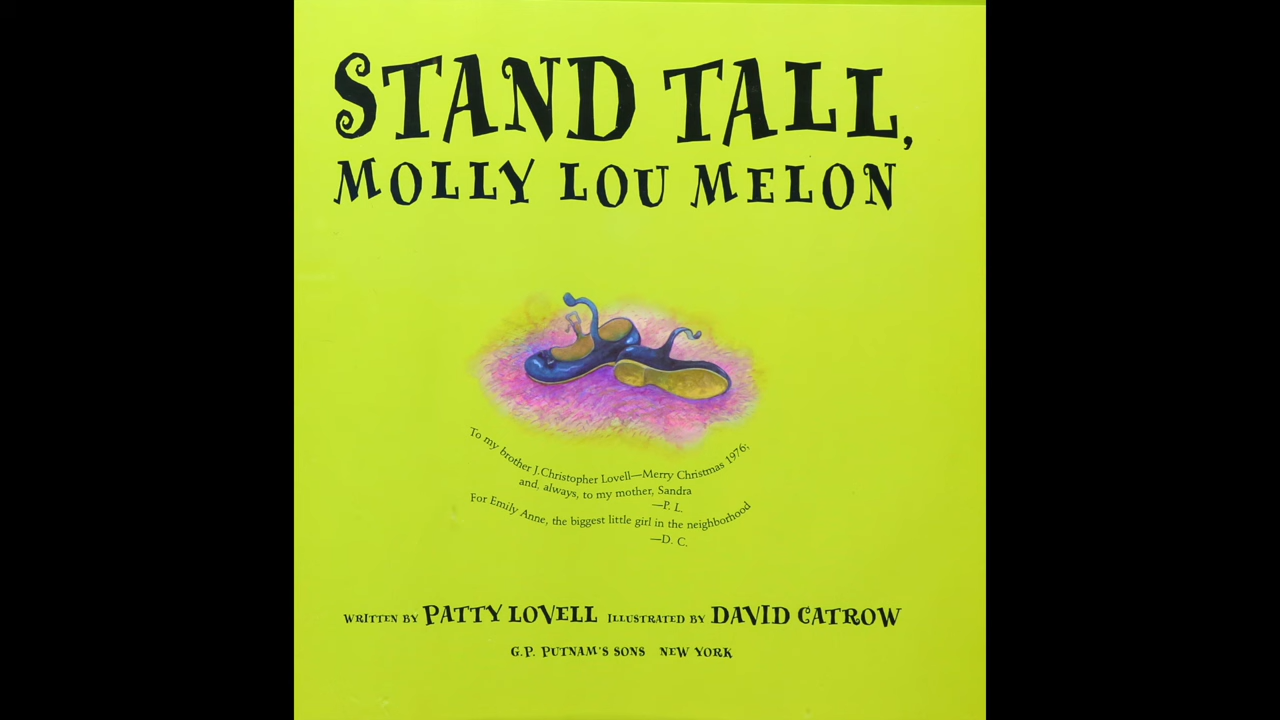 STAND TALL,
MOLLY LOU MELON
To my brother J.Christopher Lovell—Merry Christmas 1976;
and, always, to my mother, Sandra
—P. L.
For Emily Anne, the biggest little girl in the neighborhood
—D. C.
WRITTEN BY PATTY LOVELL ILLUSTRATED BY DAVID CATROW
G.P. PUTNAM'S SONS NEW YORK